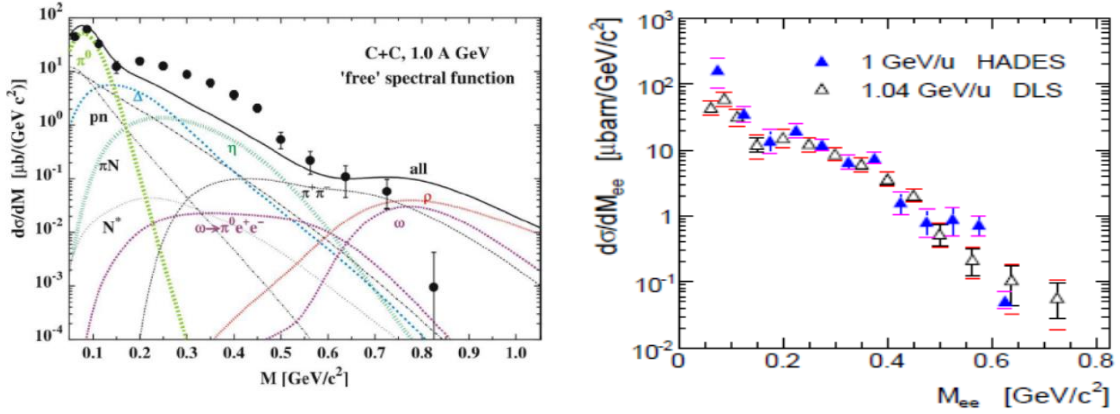 C+C, 1.0 A GeV
'free' spectral function
π⁰
Δ
pn
η
πN
all
π⁺π⁻
ρ
N*
ω→π⁰e⁺e⁻
ω
dσ/dM [μb/(GeV c²)]
10¹
10⁰
10⁻¹
10⁻²
10⁻³
10⁻⁴
0.1 0.2 0.3 0.4 0.5 0.6 0.7 0.8 0.9 1.0
M [GeV/c²]
1 GeV/u HADES
1.04 GeV/u DLS
dσ/dMee [μbarn/GeV/c²]
10³
10²
10
1
10⁻¹
10⁻²
0 0.2 0.4 0.6 0.8
Mee [GeV/c²]